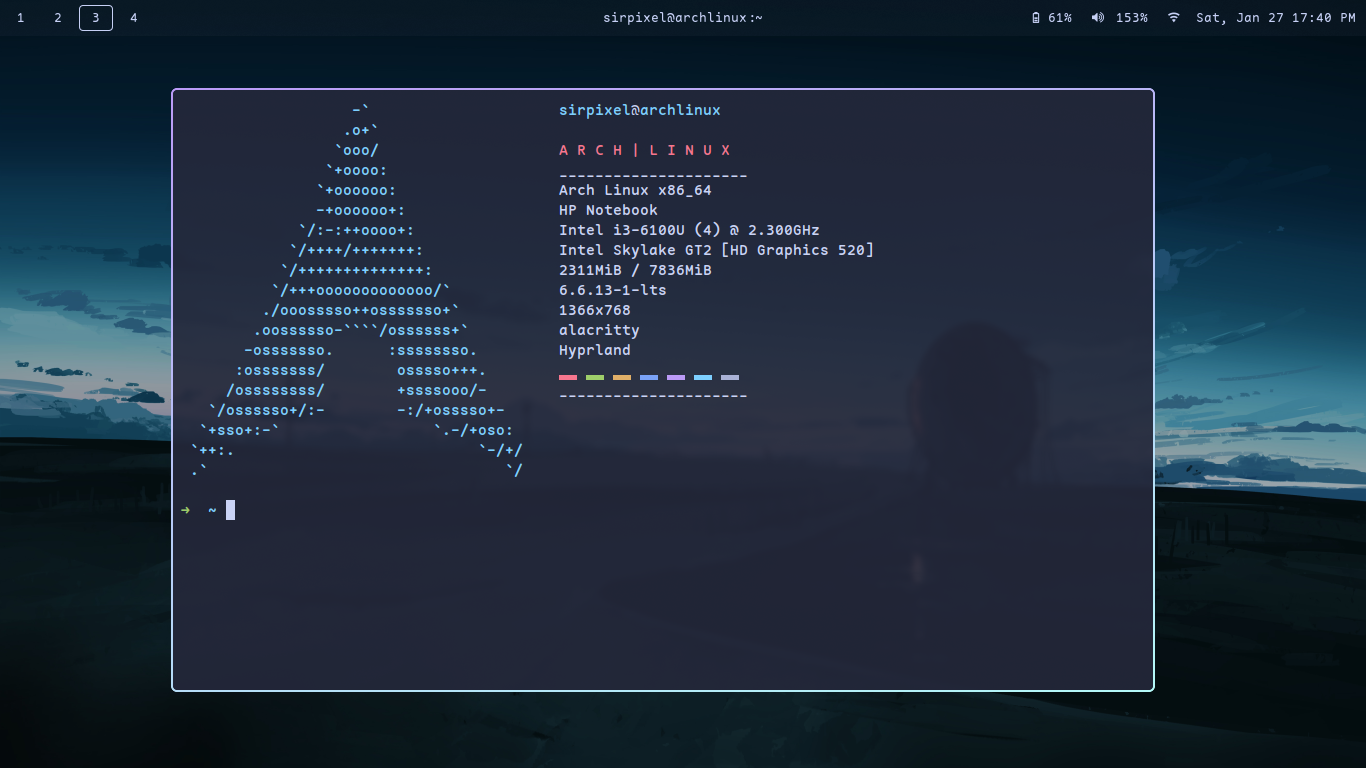 1 2 3 4 sirpixel@archlinux:~ 61% 153% Sat, Jan 27 17:40 PM
-`
.o+`
`ooo/
`+oooo:
`+oooooo:
-+oooooo+:
`/:-:++oooo+:
`/++++/+++++++:
`/++++++++++++++:
`/+++ooooooooooooo/`
./ooosssso++osssssso+`
.oossssso-````/ossssss+`
-osssssso.      :ssssssso.
:osssssss/        osssso+++.
/ossssssss/        +ssssooo/-
`/ossssso+/:-        -:/+osssso+-
`+sso+:-`                 `.-/+oso:
`++:.                           `-/+/
.`                                 `/
sirpixel@archlinux
A R C H | L I N U X
_____________________
Arch Linux x86_64
HP Notebook
Intel i3-6100U (4) @ 2.300GHz
Intel Skylake GT2 [HD Graphics 520]
2311MiB / 7836MiB
6.6.13-1-lts
1366x768
alacritty
Hyprland
_____________________
→ ~